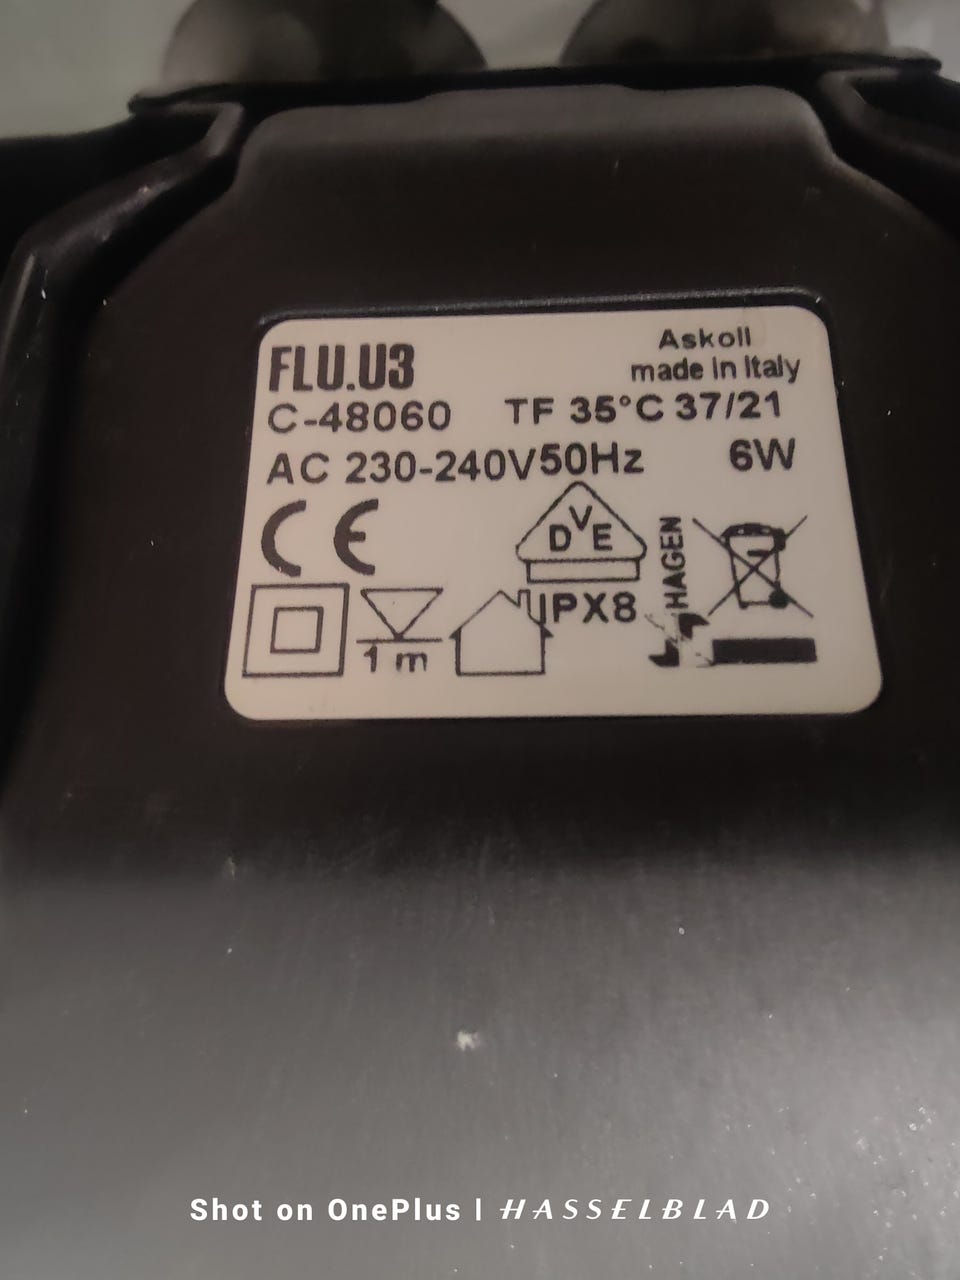 FLU.U3
Askoll
made in Italy
C-48060 TF 35°C 37/21
AC 230-240V50Hz 6W
CE
DVE
HAGEN
IPX8
1 m
Shot on OnePlus | HASSELBLAD